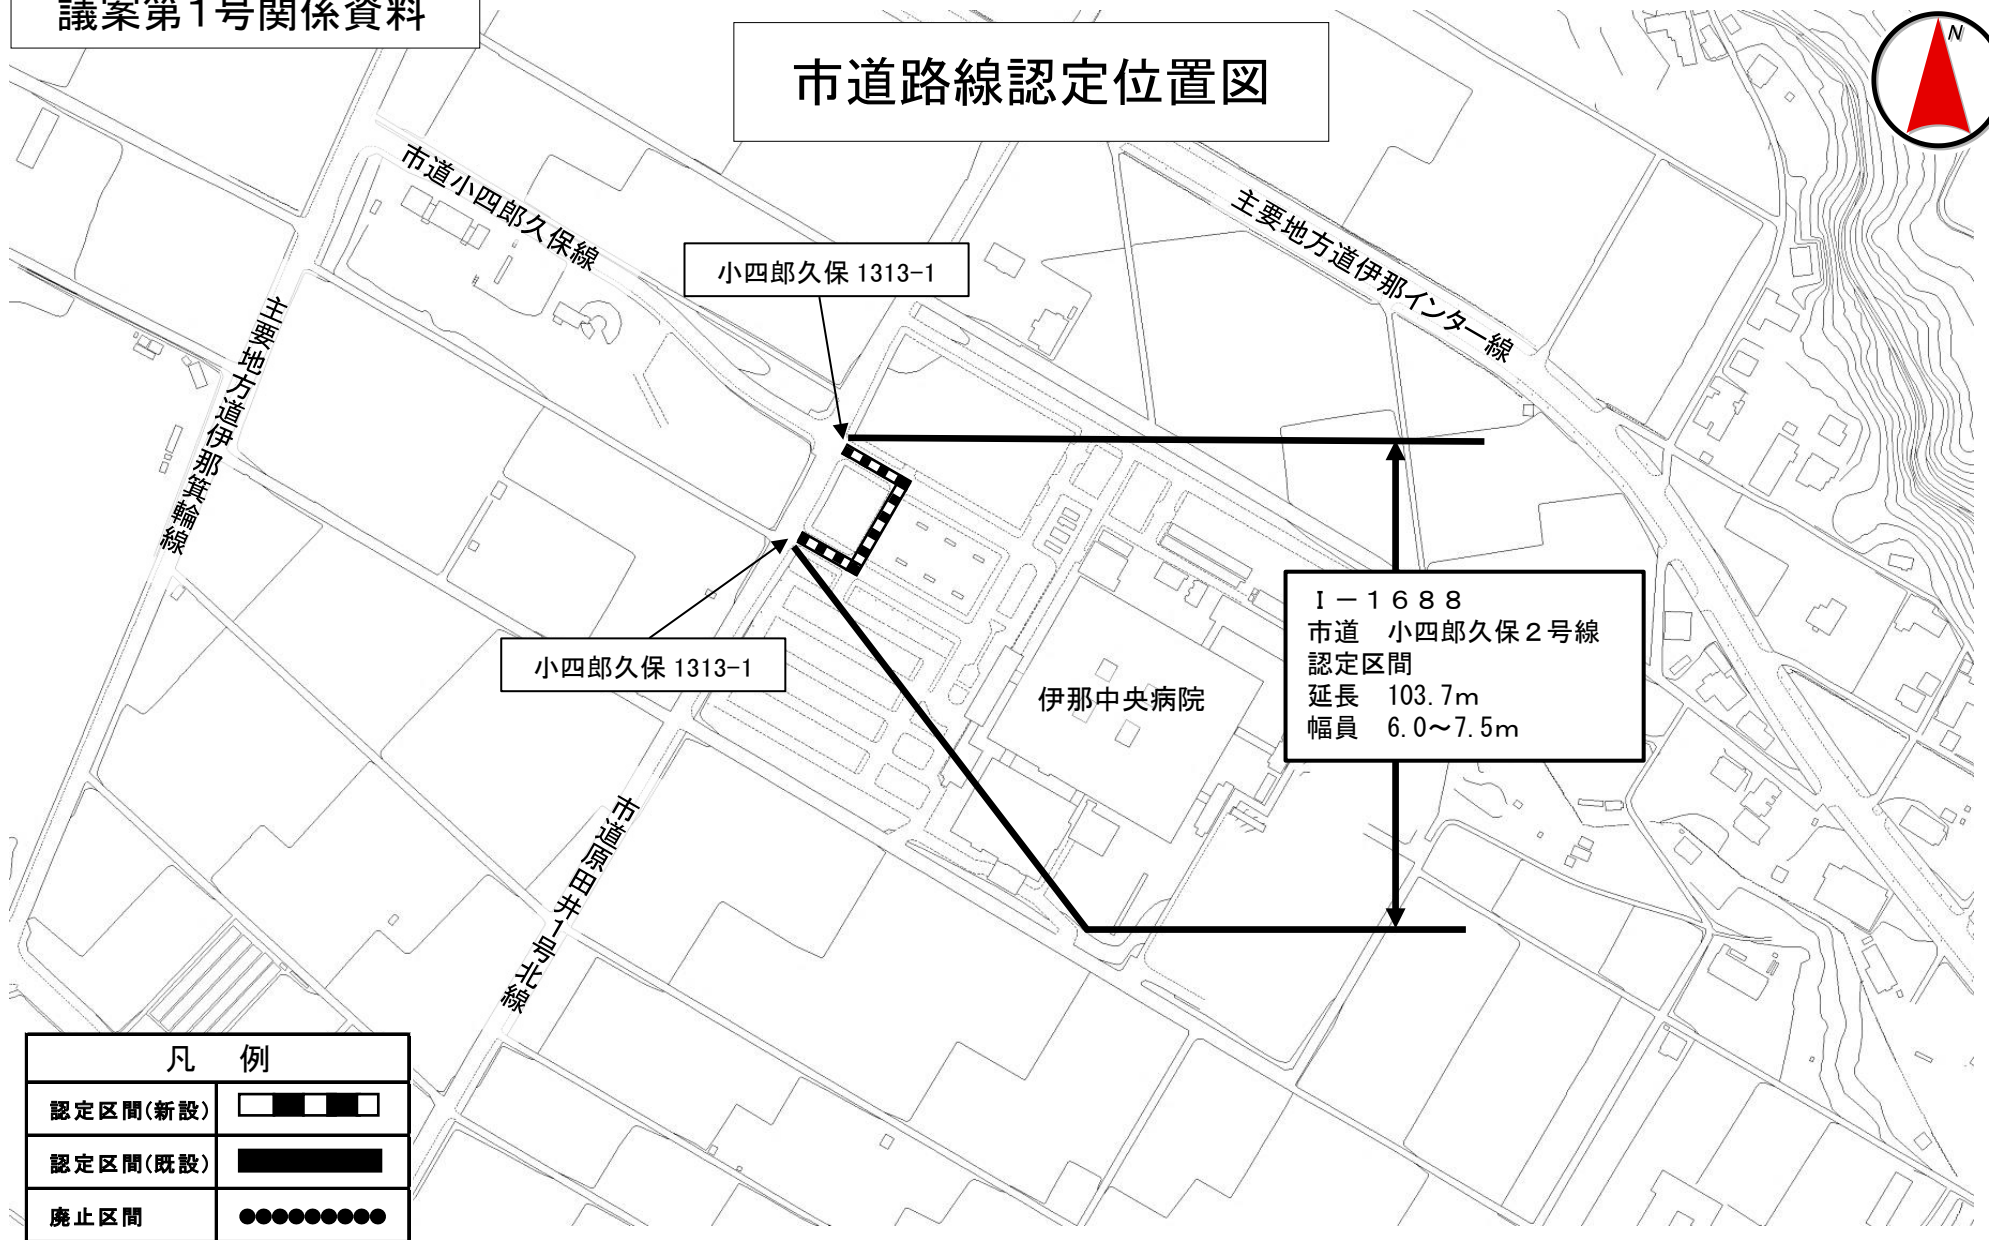 議案第1号関係資料
市道路線認定位置図
N
市道小四郎久保線
主要地方道伊那インター線
小四郎久保 1313-1
主要地方道伊那箕輪線
小四郎久保 1313-1
伊那中央病院
Ⅰ－１６８８
市道　小四郎久保２号線
認定区間
延長　103.7m
幅員　6.0～7.5m
市道原田井1号北線
凡　例
認定区間(新設)
認定区間(既設)
廃止区間